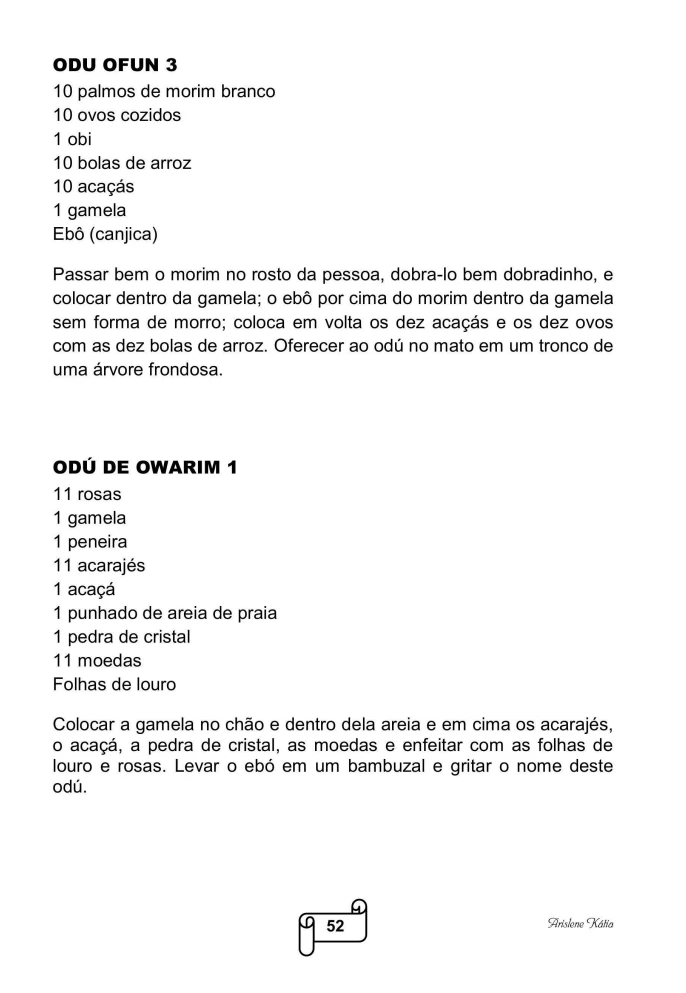 ODU OFUN 3
10 palmos de morim branco
10 ovos cozidos
1 obi
10 bolas de arroz
10 acaçás
1 gamela
Ebô (canjica)
Passar bem o morim no rosto da pessoa, dobra-lo bem dobradinho, e
colocar dentro da gamela; o ebô por cima do morim dentro da gamela
sem forma de morro; coloca em volta os dez acaçás e os dez ovos
com as dez bolas de arroz. Oferecer ao odú no mato em um tronco de
uma árvore frondosa.
ODÚ DE OWARIM 1
11 rosas
1 gamela
1 peneira
11 acarajés
1 acaçá
1 punhado de areia de praia
1 pedra de cristal
11 moedas
Folhas de louro
Colocar a gamela no chão e dentro dela areia e em cima os acarajés,
o acaçá, a pedra de cristal, as moedas e enfeitar com as folhas de
louro e rosas. Levar o ebó em um bambuzal e gritar o nome deste
odú.
52
Arislene Kátia